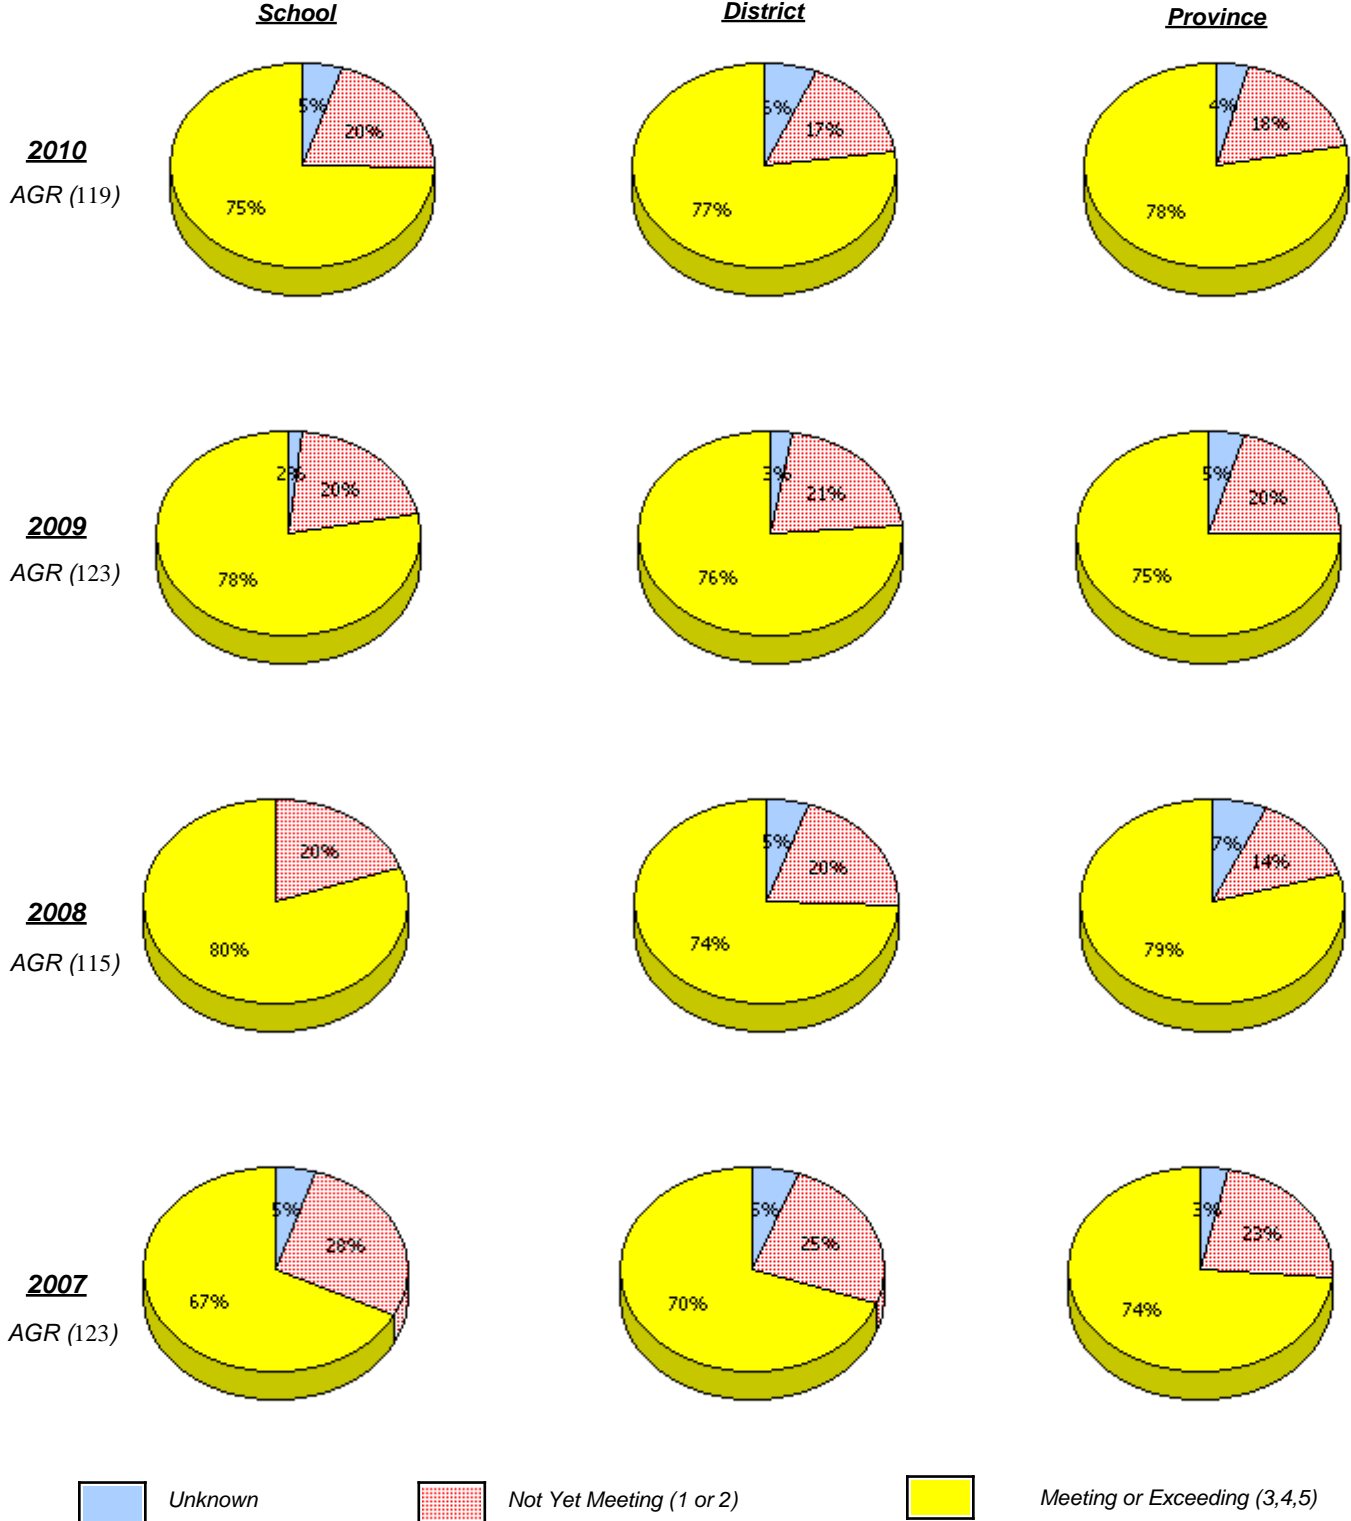 School District Province
5% 20% 75%
6% 17% 77%
4% 18% 78%
2010
AGR (119)
2% 20% 78%
3% 21% 76%
5% 20% 75%
2009
AGR (123)
20% 80%
5% 20% 74%
7% 14% 79%
2008
AGR (115)
5% 28% 67%
25% 70%
3% 23% 74%
2007
AGR (123)
Unknown Not Yet Meeting (1 or 2) Meeting or Exceeding (3,4,5)